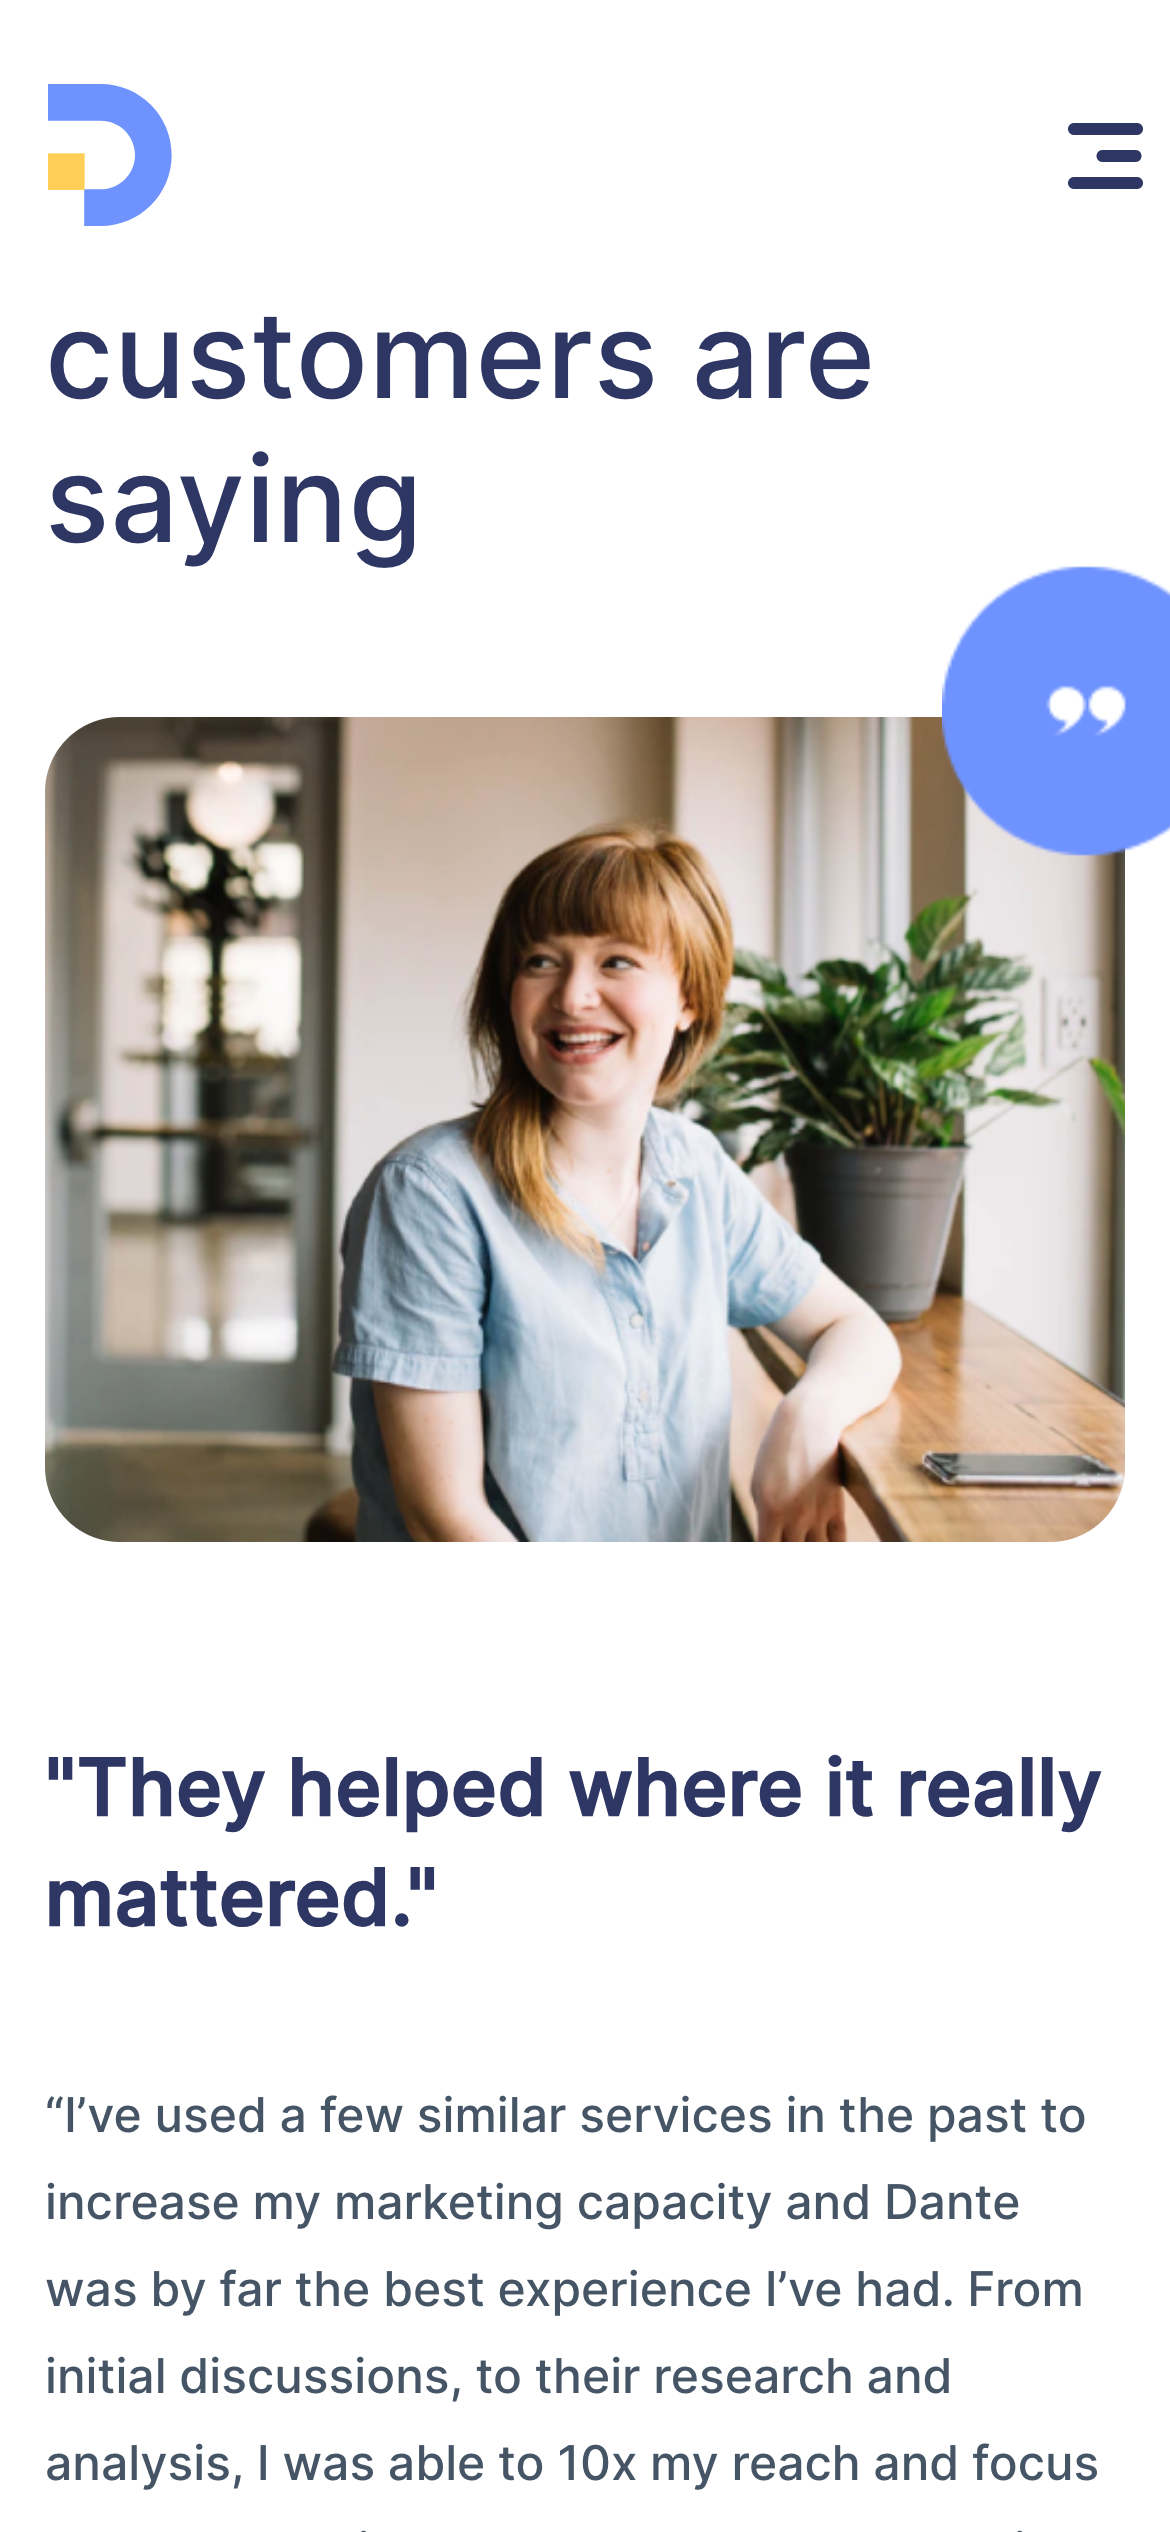 customers are
saying
"They helped where it really
mattered."
“I’ve used a few similar services in the past to
increase my marketing capacity and Dante
was by far the best experience I’ve had. From
initial discussions, to their research and
analysis, I was able to 10x my reach and focus